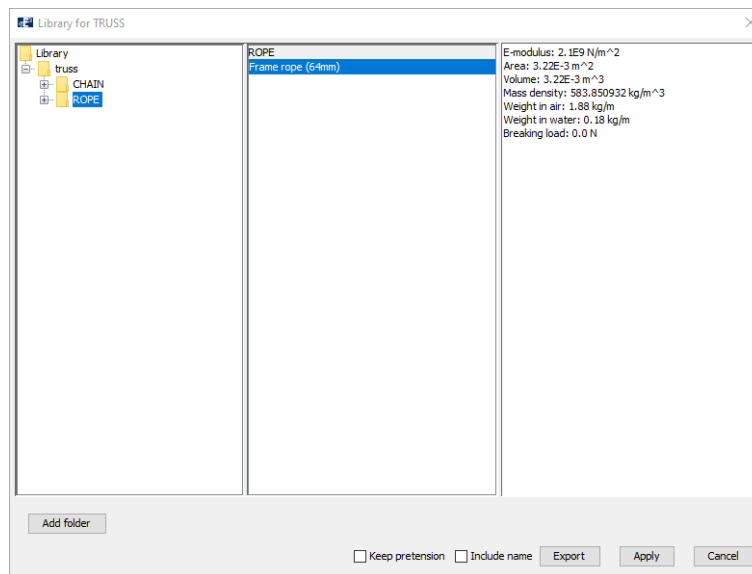 Library for TRUSS
Library
truss
CHAIN
ROPE
ROPE
Frame rope (64mm)
E-modulus: 2.1E9 N/m^2
Area: 3.22E-3 m^2
Volume: 3.22E-3 m^3
Mass density: 583.850932 kg/m^3
Weight in air: 1.88 kg/m
Weight in water: 0.18 kg/m
Breaking load: 0.0 N
Add folder
Keep pretension Include name Export Apply Cancel